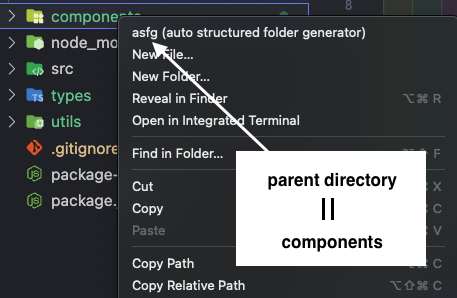 components
8
asfg (auto structured folder generator)
node_mo
New File...
New Folder...
src
Reveal in Finder
⌥⌘ R
types
Open in Integrated Terminal
utils
.gitignore
Find in Folder...
F
package-
parent directory
||
components
Cut
X
package.
Copy
C
Paste
V
Copy Path
⌘ C
Copy Relative Path
⌥⇧⌘ C